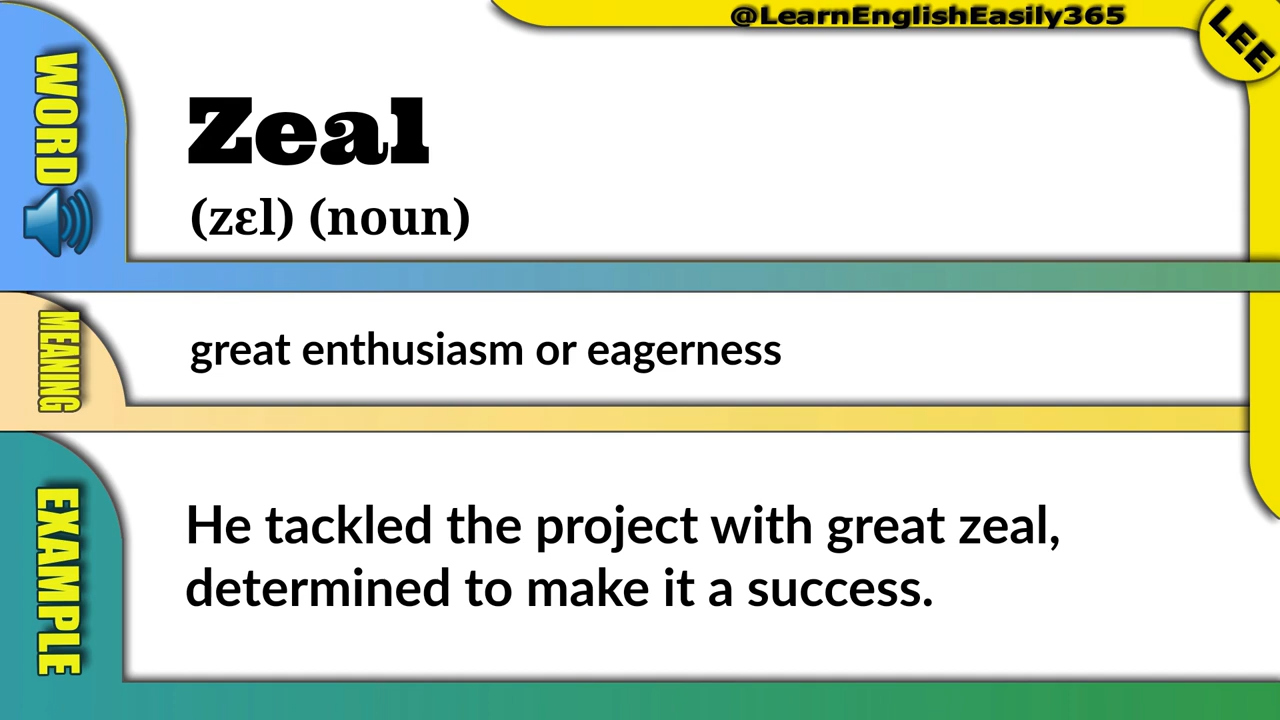 @LearnEnglishEasily365
LEE
WORD
Zeal
(zɛl) (noun)
MEANING
great enthusiasm or eagerness
EXAMPLE
He tackled the project with great zeal,
determined to make it a success.